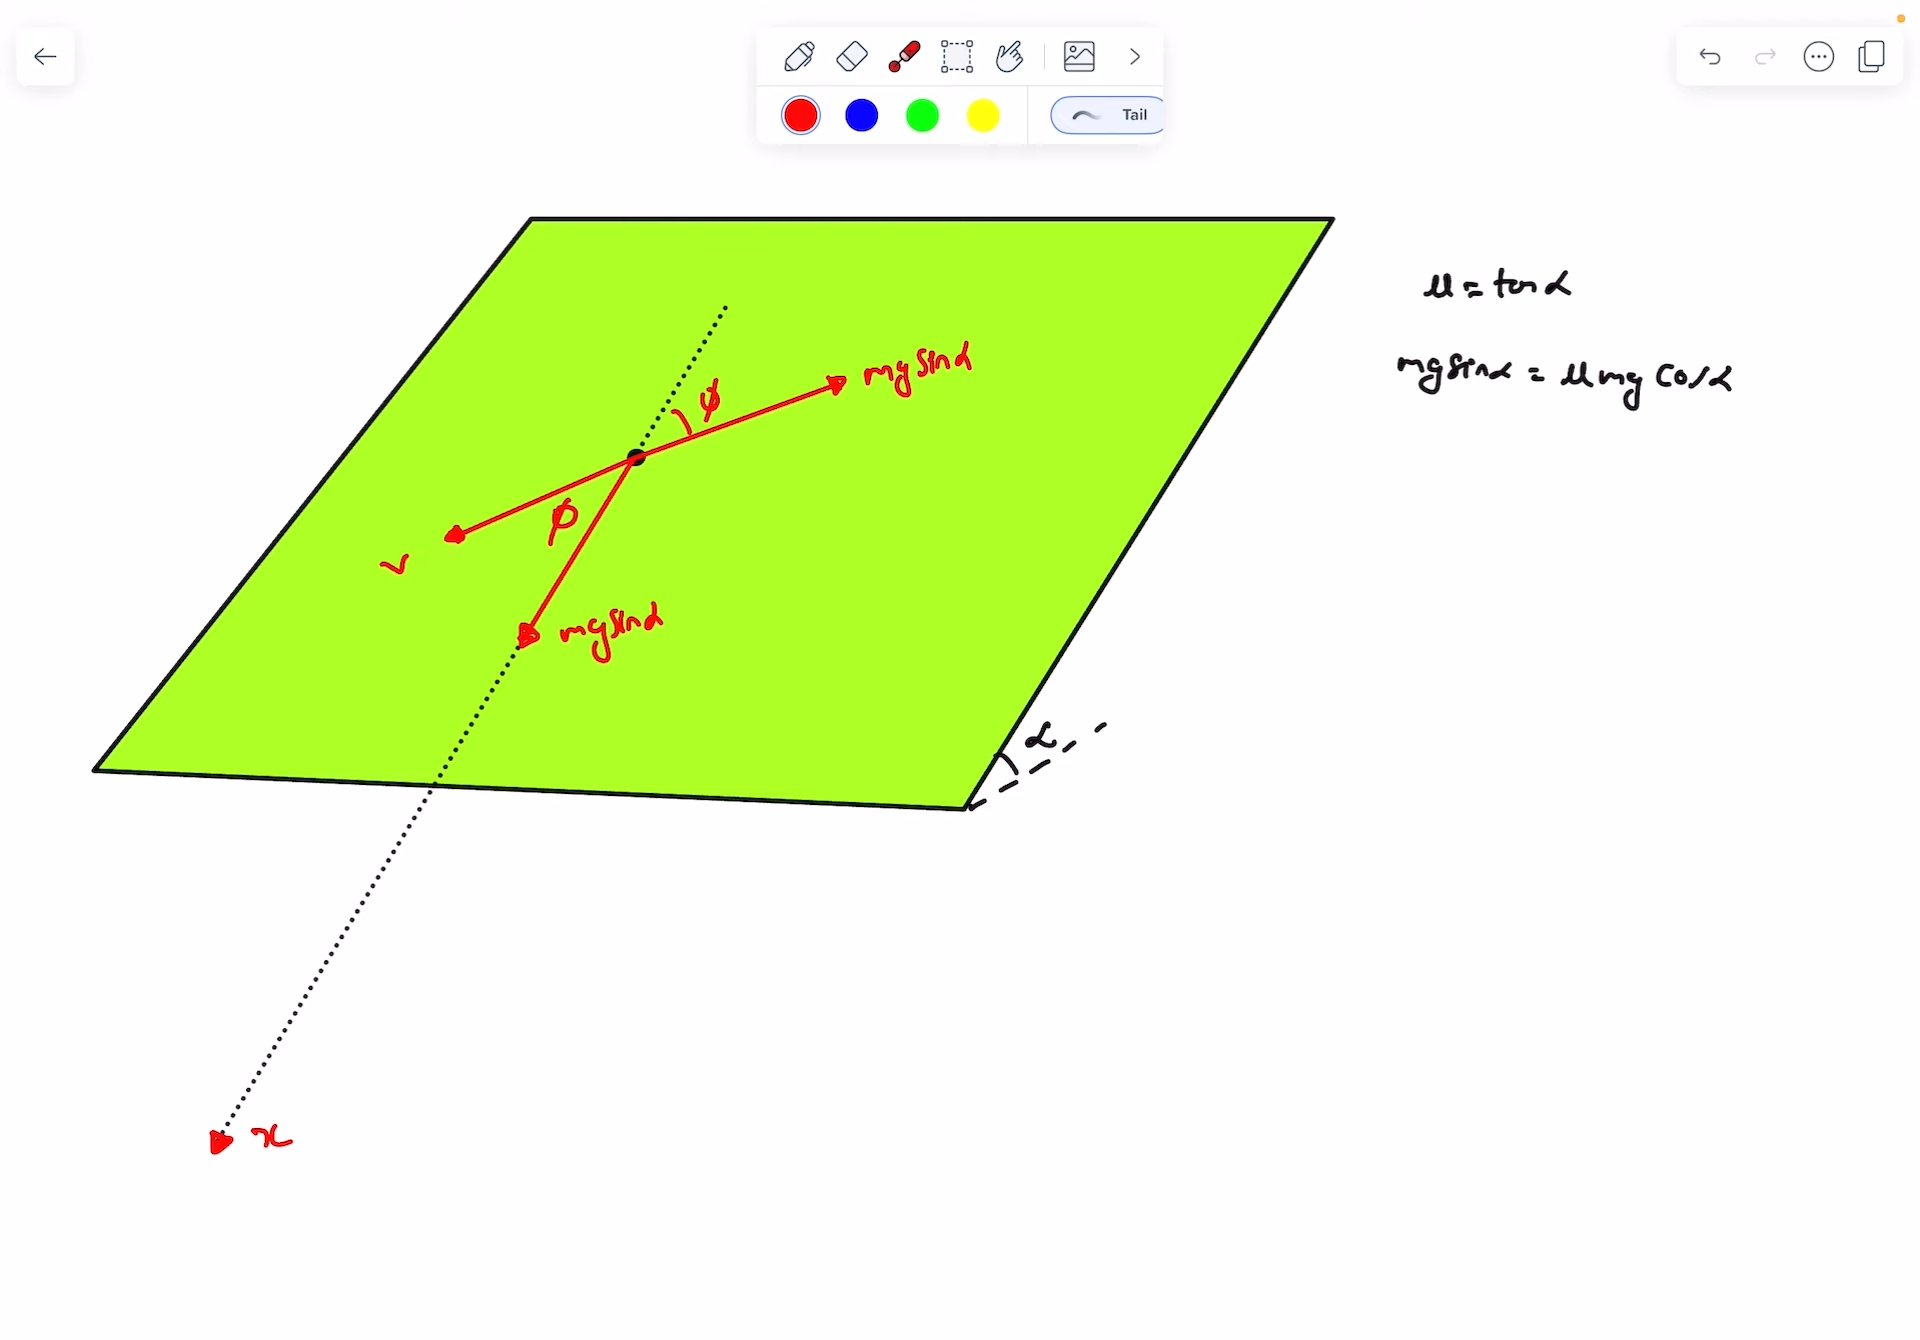 Tail
μ = tan α
mg sin α = μ mg cos α
mg sin α
φ
φ
v
mg sin α
α
x